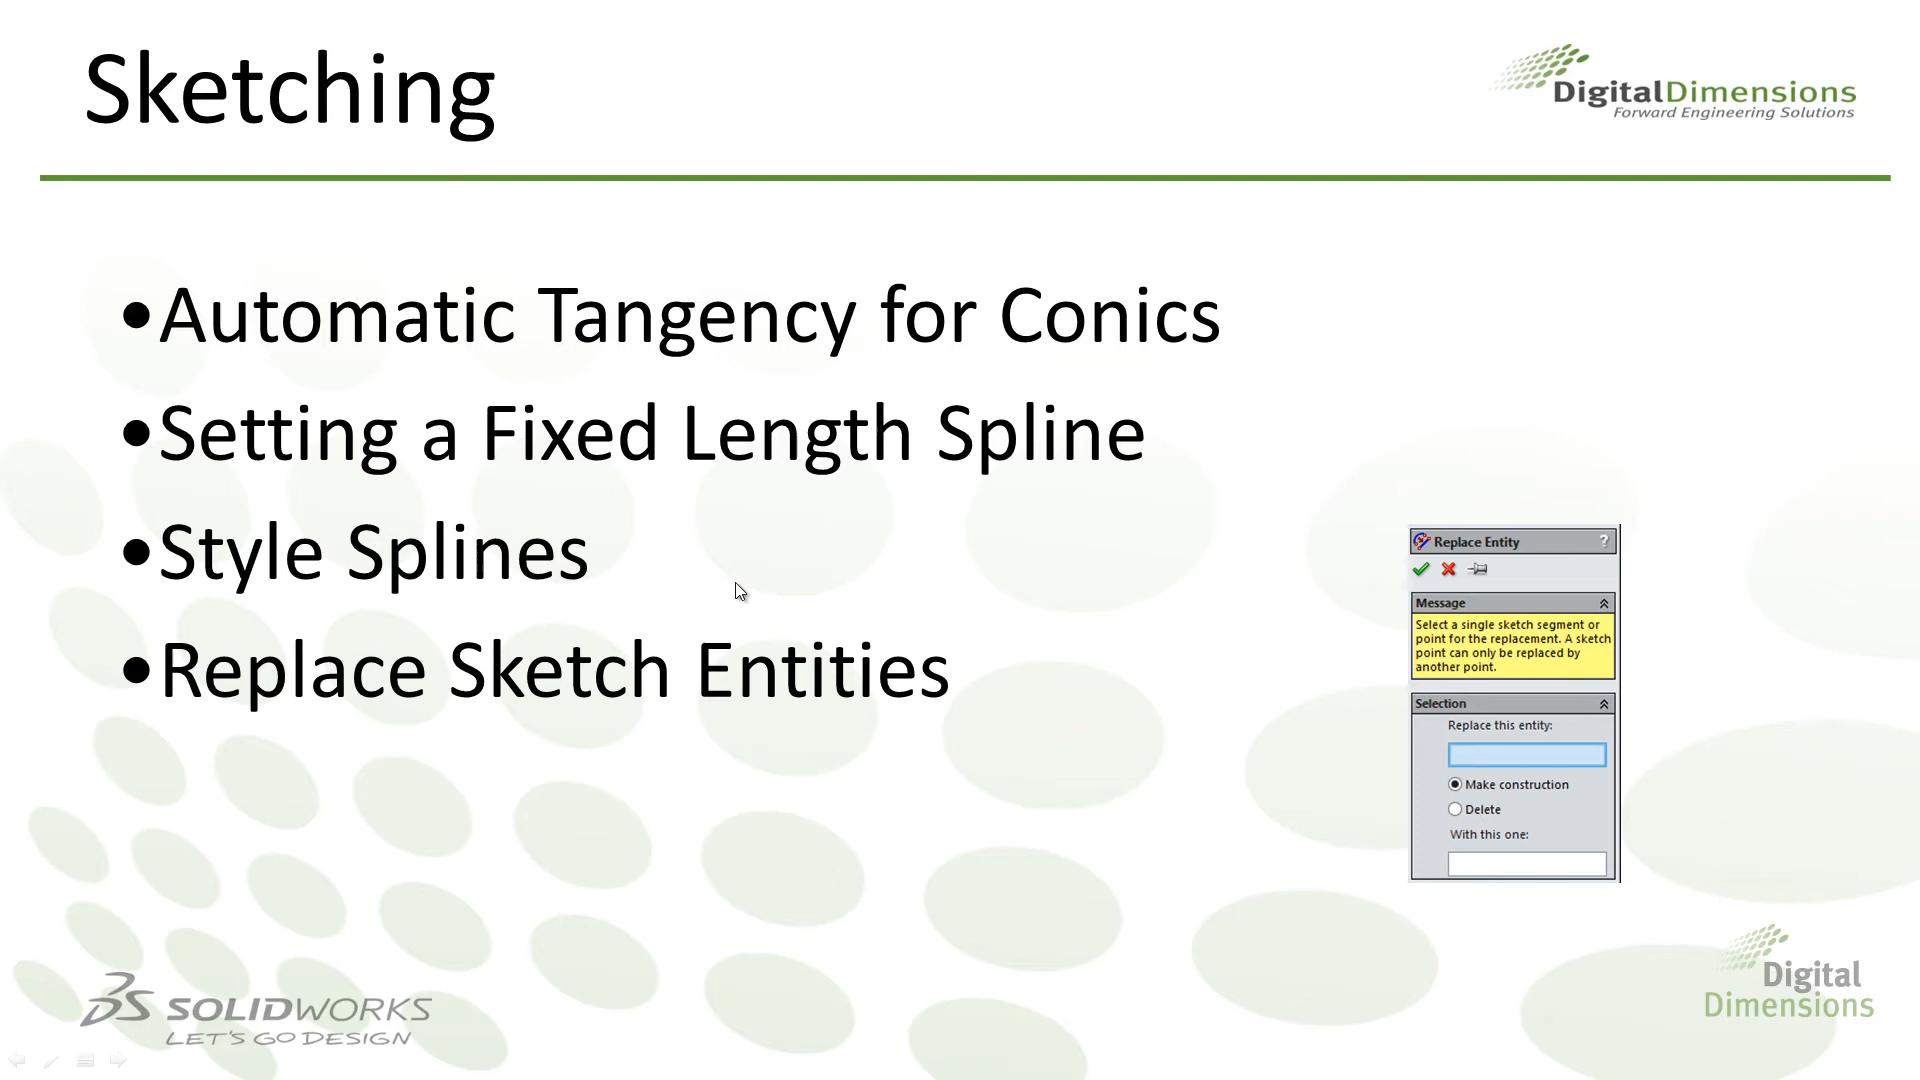 Sketching
DigitalDimensions
Forward Engineering Solutions
•Automatic Tangency for Conics
•Setting a Fixed Length Spline
•Style Splines
•Replace Sketch Entities
Replace Entity ?
Message
Select a single sketch segment or
point for the replacement. A sketch
point can only be replaced by
another point.
Selection
Replace this entity:
Make construction
Delete
With this one:
SOLIDWORKS
LET'S GO DESIGN
Digital
Dimensions